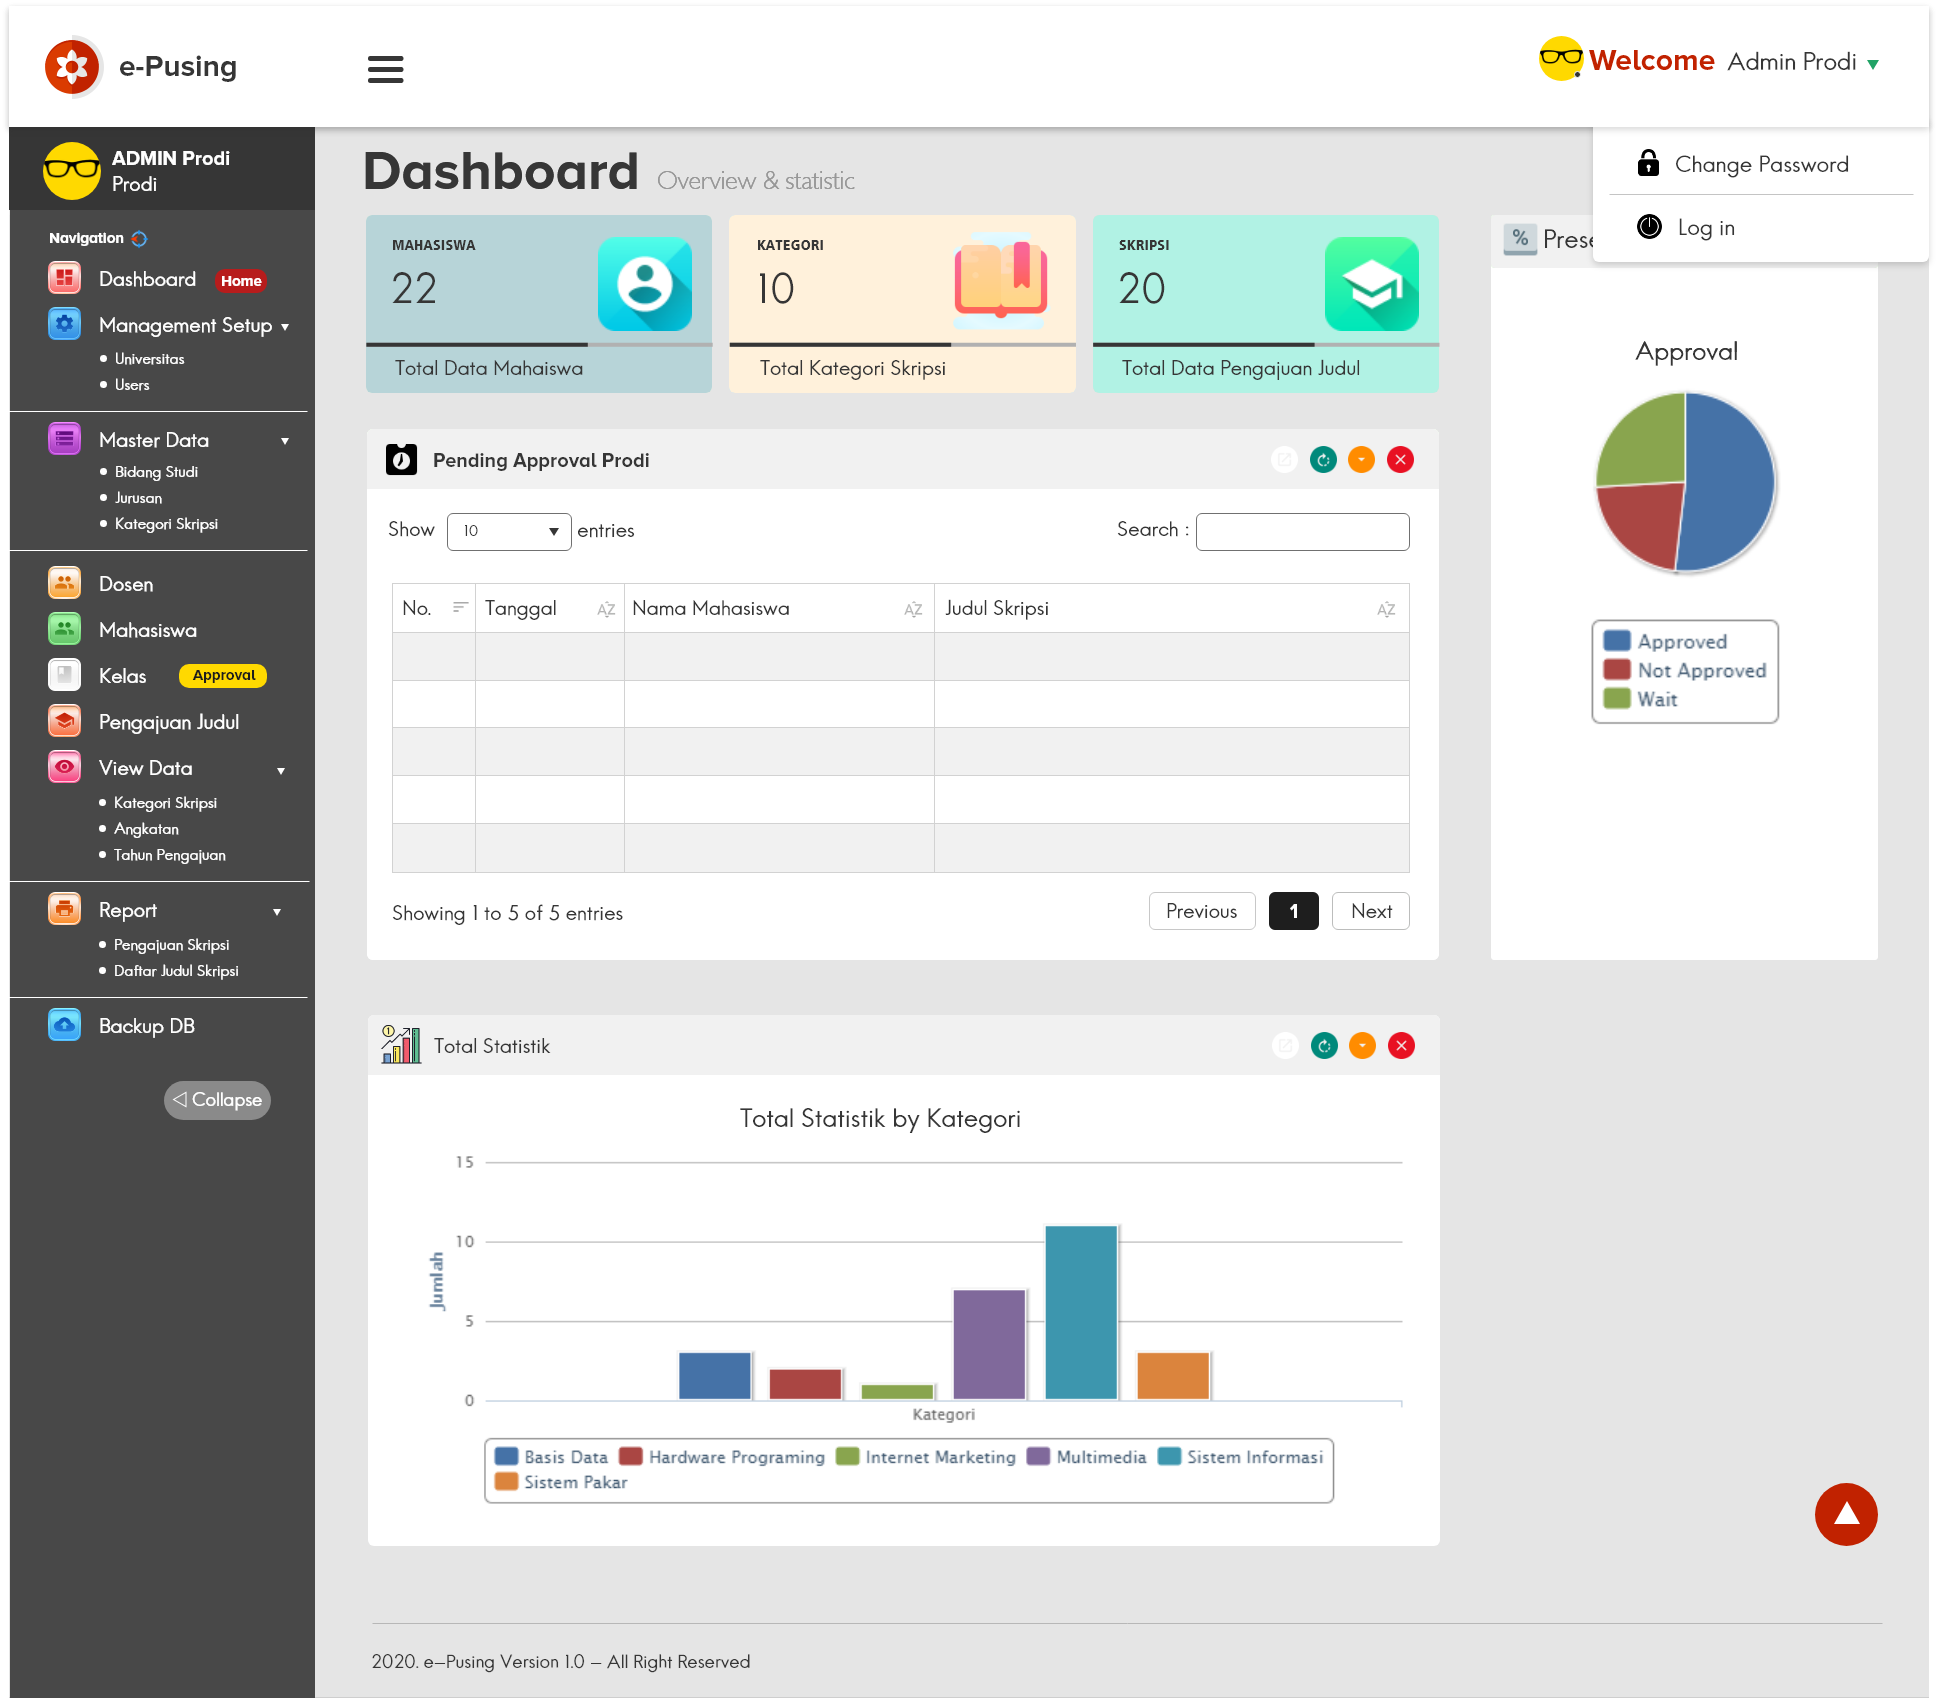 e-Pusing
Welcome Admin Prodi
Change Password
Log in
ADMIN Prodi
Prodi
Navigation
Dashboard Home
Management Setup
Universitas
Users
Master Data
Bidang Studi
Jurusan
Kategori Skripsi
Dosen
Mahasiswa
Kelas Approval
Pengajuan Judul
View Data
Kategori Skripsi
Angkatan
Tahun Pengajuan
Report
Pengajuan Skripsi
Daftar Judul Skripsi
Backup DB
Collapse
Dashboard Overview & statistic
MAHASISWA
22
Total Data Mahaiswa
KATEGORI
10
Total Kategori Skripsi
SKRIPSI
20
Total Data Pengajuan Judul
Pending Approval Prodi
Show 10 entries
Search :
No. Tanggal AZ Nama Mahasiswa AZ Judul Skripsi AZ
Showing 1 to 5 of 5 entries
Previous 1 Next
%
Approval
Approved
Not Approved
Wait
Total Statistik
Total Statistik by Kategori
15
10
5
0
Jumlah
Kategori
Basis Data Hardware Programing Internet Marketing Multimedia Sistem Informasi
Sistem Pakar
2020. e-Pusing Version 1.0 - All Right Reserved